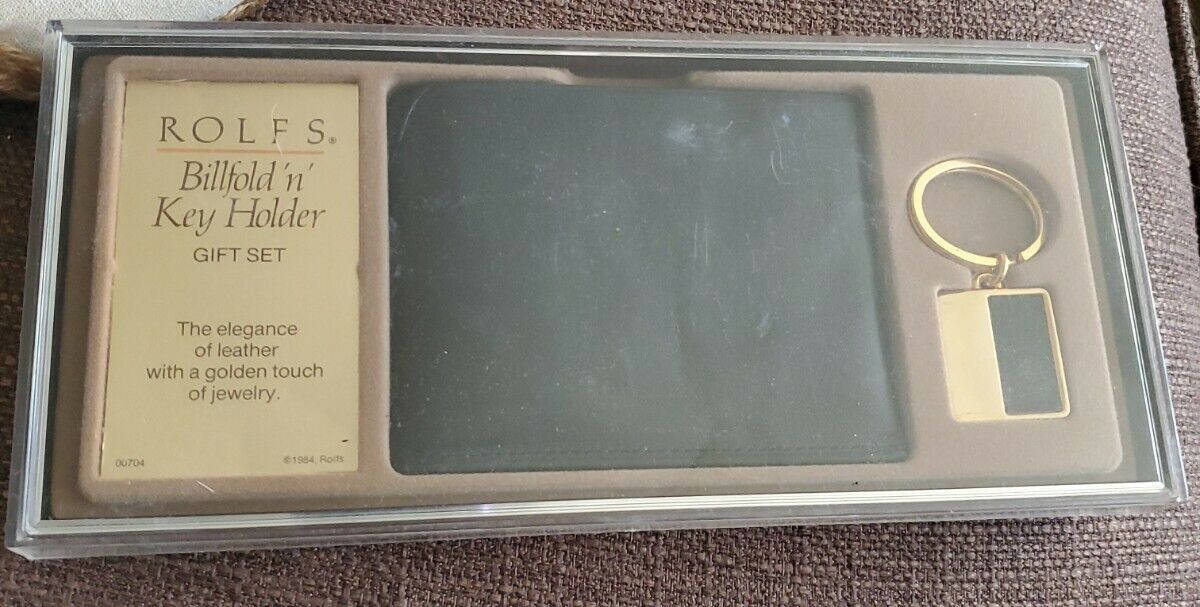 ROLFS®
Billfold 'n'
Key Holder
GIFT SET
The elegance
of leather
with a golden touch
of jewelry.
00704 ©1984, Rolfs